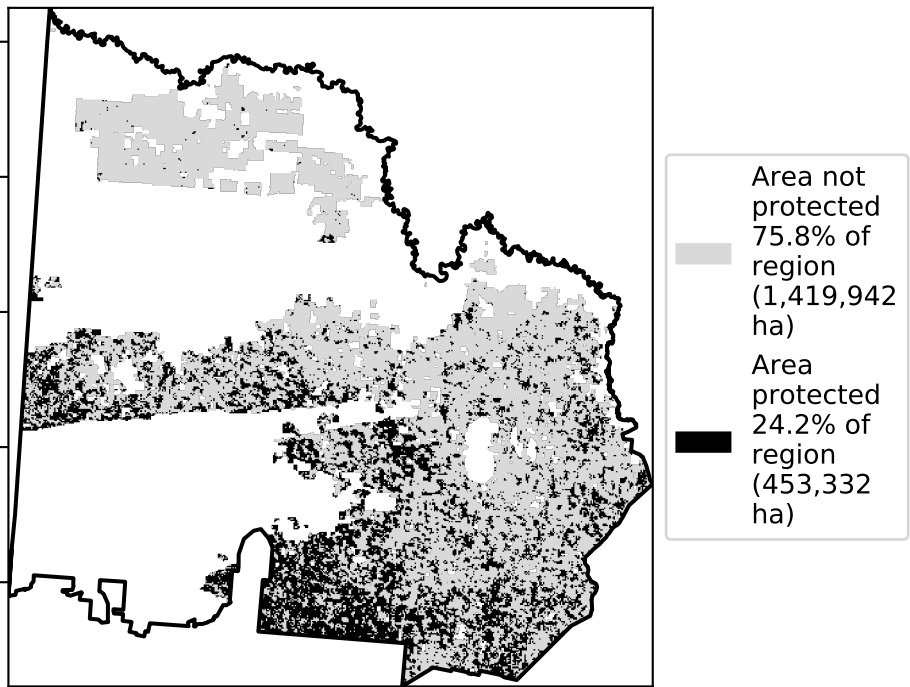 Area not
protected
75.8% of
region
(1,419,942
ha)
Area
protected
24.2% of
region
(453,332
ha)